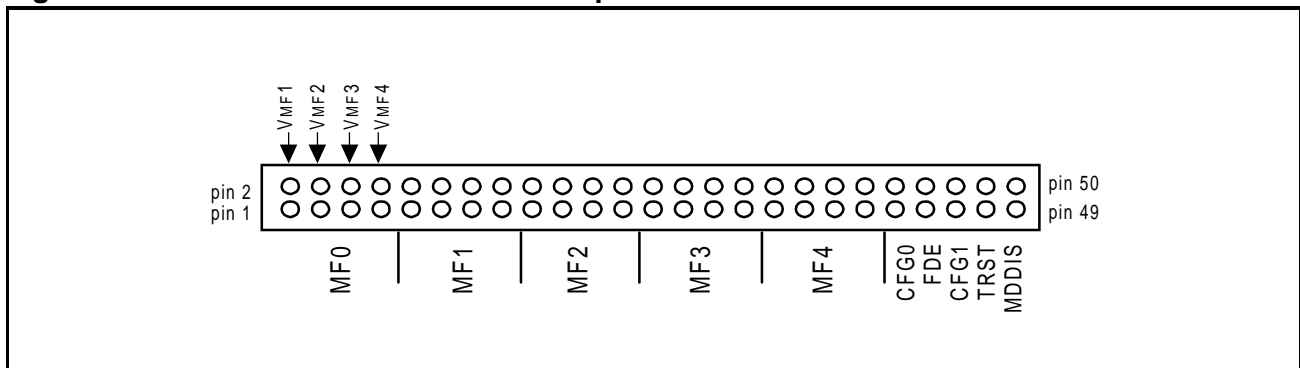 VMF1
VMF2
VMF3
VMF4
pin 2
pin 1
pin 50
pin 49
MF0
MF1
MF2
MF3
MF4
CFG0
FDE
CFG1
TRST
MDDIS